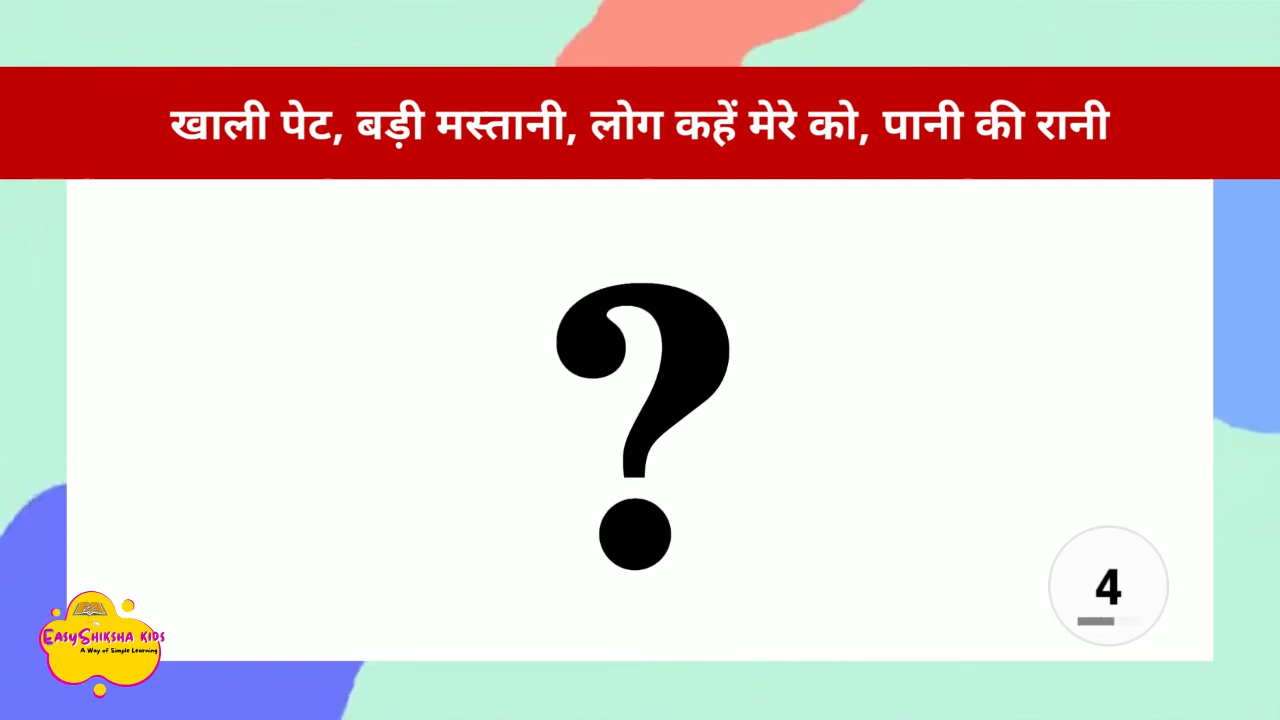 खाली पेट, बड़ी मस्तानी, लोग कहें मेरे को, पानी की रानी
?
4
EASYSHIKSHA KIDS
A Way of Simple Learning